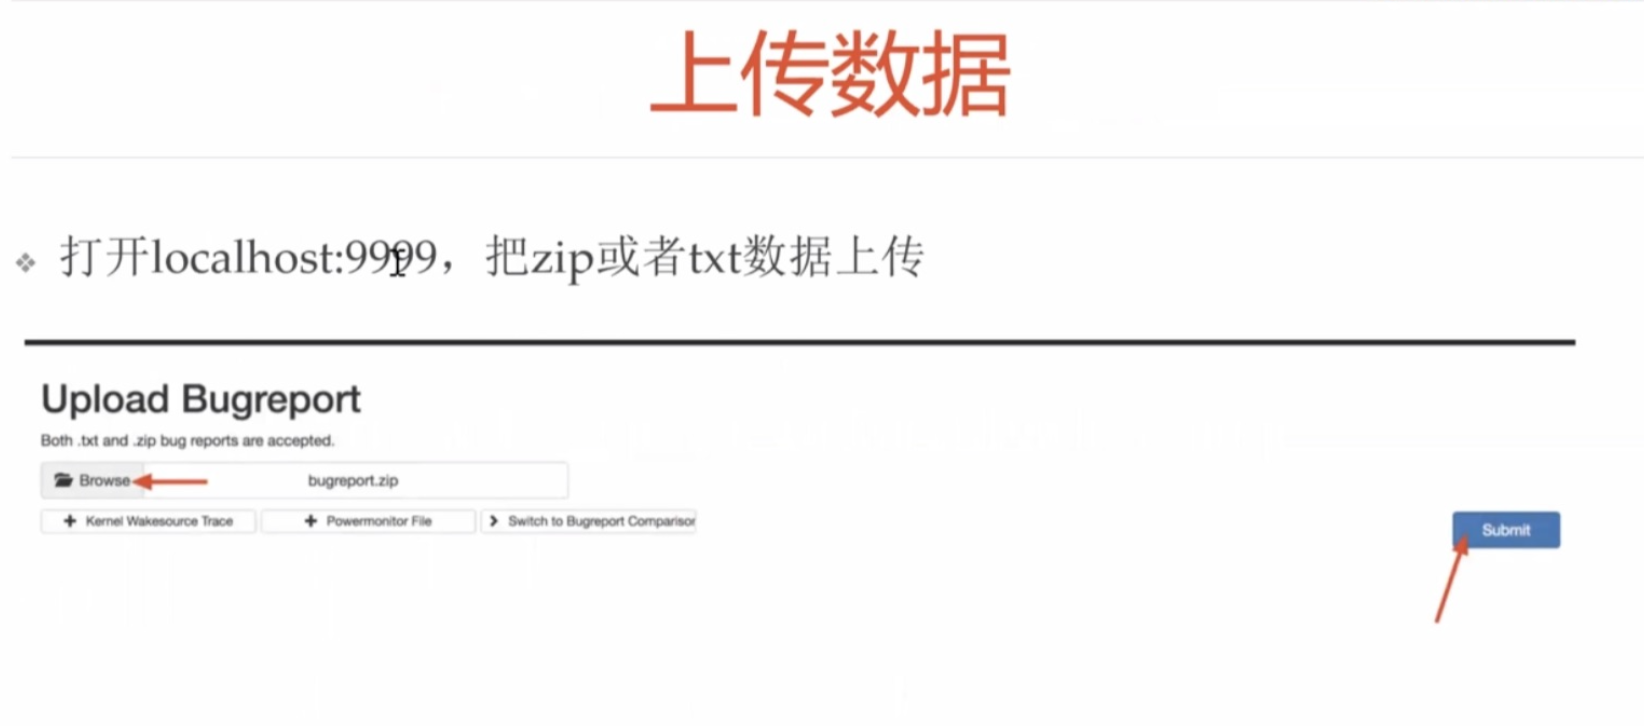 上传数据
打开localhost:9999，把zip或者txt数据上传
Upload Bugreport
Both .txt and .zip bug reports are accepted.
Browse bugreport.zip
Kernel Wakesource Trace Powermonitor File Switch to Bugreport Comparison
Submit